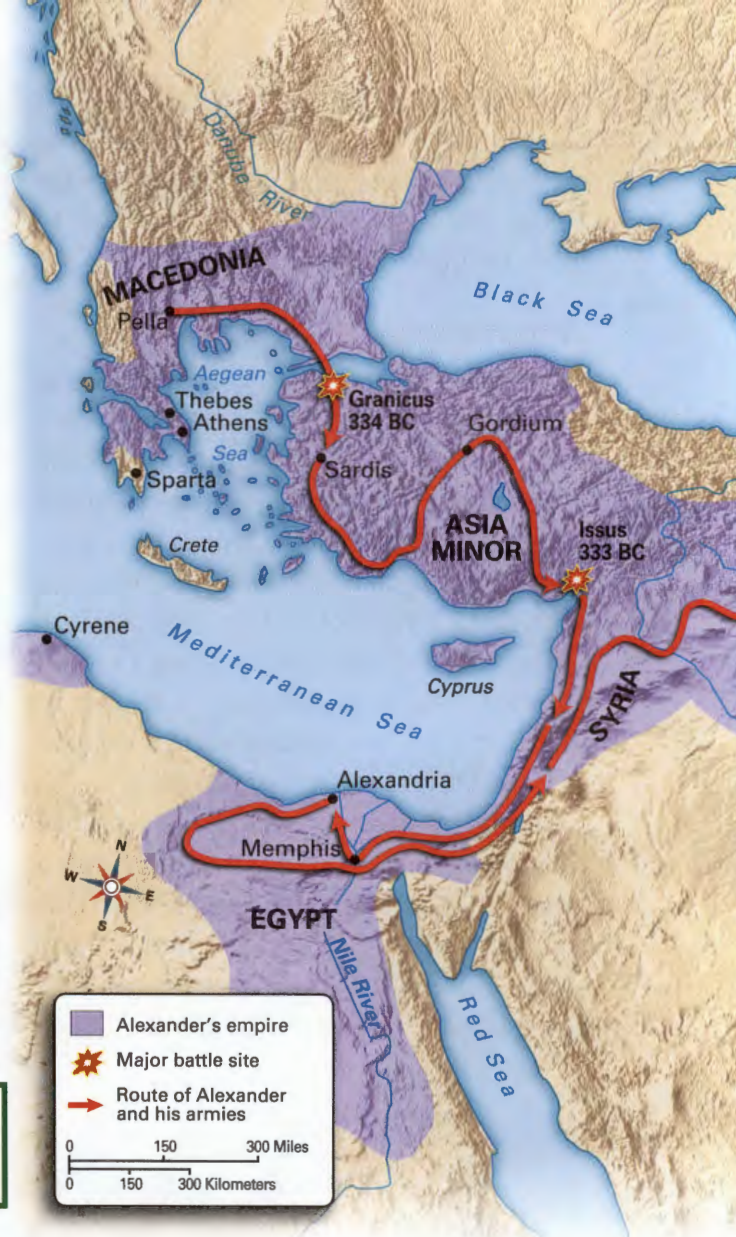 Danube River
MACEDONIA
Pella
Black Sea
Aegean
Sea
Thebes
Athens
Granicus
334 BC
Gordium
Sardis
Sparta
ASIA
MINOR
Issus
333 BC
Crete
Cyrene
Mediterranean Sea
Cyprus
SYRIA
Alexandria
Memphis
N
W
E
S
EGYPT
Nile River
Red Sea
Alexander's empire
Major battle site
Route of Alexander
and his armies
0 150 300 Miles
0 150 300 Kilometers